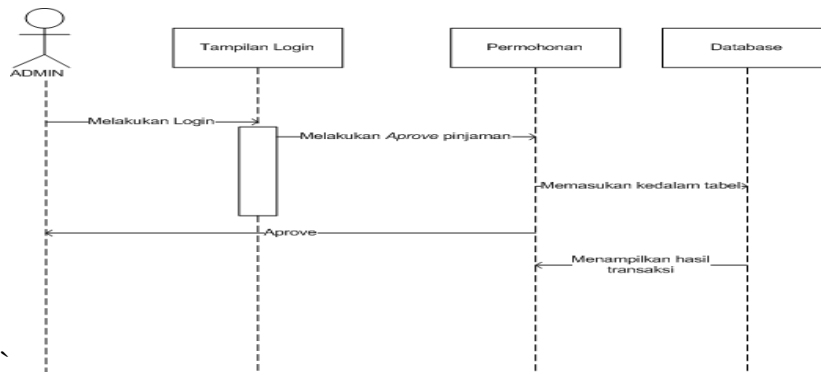 Tampilan Login
Permohonan
Database
ADMIN
Melakukan Login
Melakukan Aprove pinjaman
Memasukan kedalam tabel
Aprove
Menampilkan hasil
transaksi
`